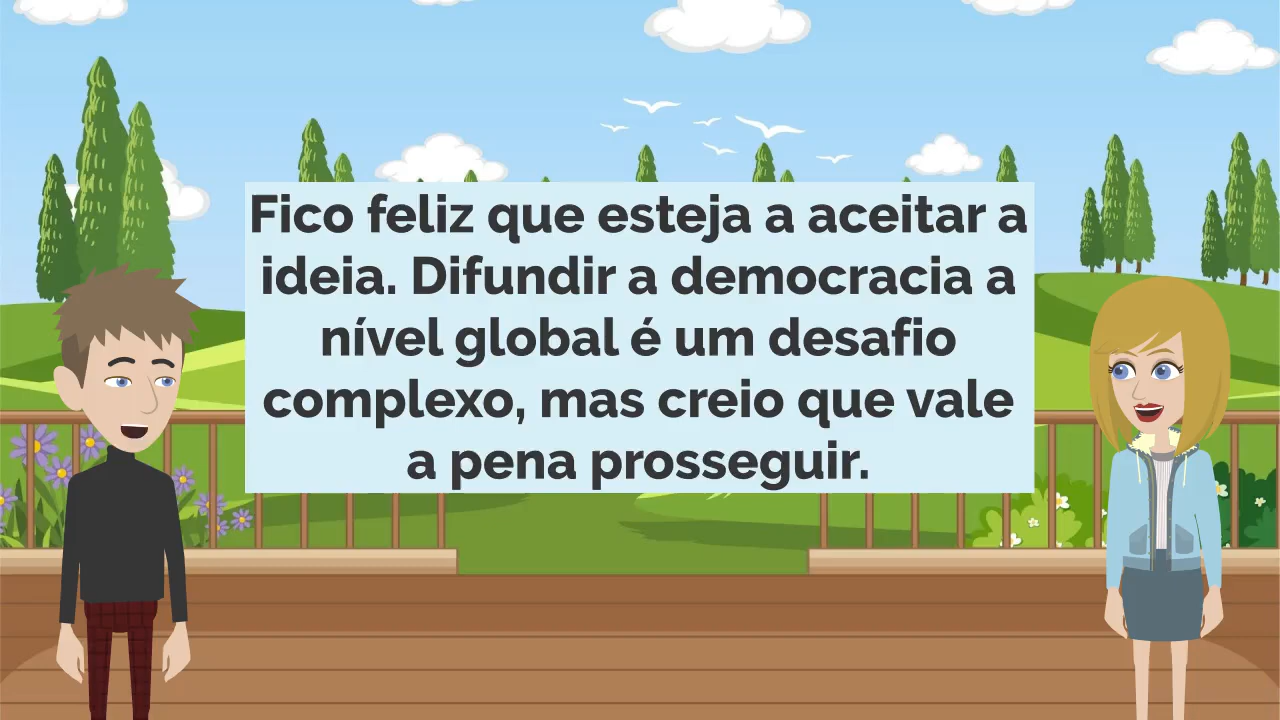 Fico feliz que esteja a aceitar a
ideia. Difundir a democracia a
nível global é um desafio
complexo, mas creio que vale
a pena prosseguir.